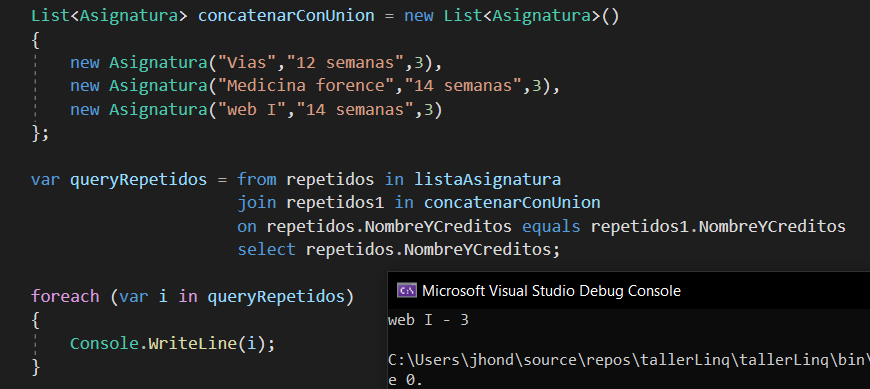 List<Asignatura> concatenarConUnion = new List<Asignatura>()
{
new Asignatura("Vias","12 semanas",3),
new Asignatura("Medicina forence","14 semanas",3),
new Asignatura("web I","14 semanas",3)
};
var queryRepetidos = from repetidos in listaAsignatura
join repetidos1 in concatenarConUnion
on repetidos.NombreYCreditos equals repetidos1.NombreYCreditos
select repetidos.NombreYCreditos;
foreach (var i in queryRepetidos)
{
Console.WriteLine(i);
}
C:\ Microsoft Visual Studio Debug Console
web I - 3
C:\Users\jhond\source\repos\tallerLinq\tallerLinq\bin\
e 0.